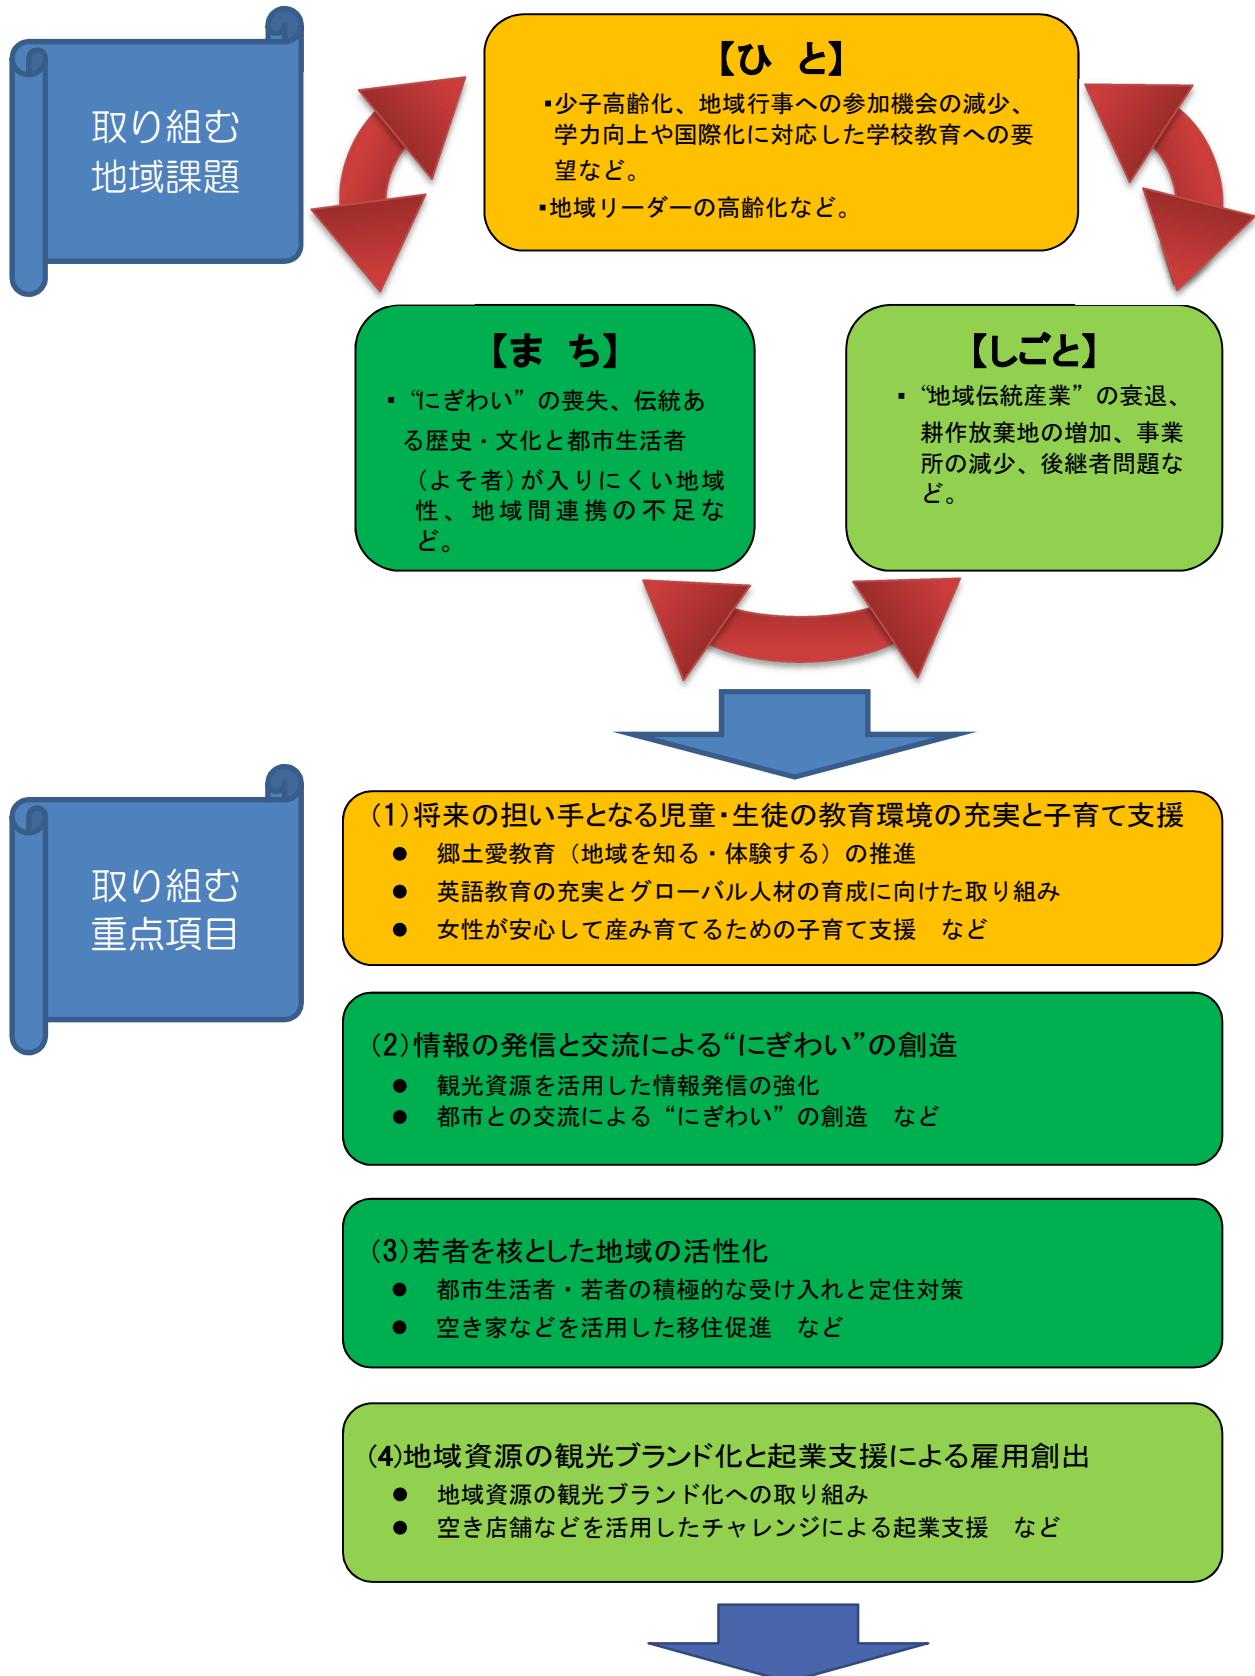 取り組む
地域課題
【ひ と】
▪少子高齢化、地域行事への参加機会の減少、
学力向上や国際化に対応した学校教育への要
望など。
▪地域リーダーの高齢化など。
【ま ち】
▪ “にぎわい”の喪失、伝統あ
る歴史・文化と都市生活者
(よそ者)が入りにくい地域
性、地域間連携の不足な
ど。
【しごと】
▪ “地域伝統産業”の衰退、
耕作放棄地の増加、事業
所の減少、後継者問題な
ど。
取り組む
重点項目
(1)将来の担い手となる児童・生徒の教育環境の充実と子育て支援
● 郷土愛教育（地域を知る・体験する）の推進
● 英語教育の充実とグローバル人材の育成に向けた取り組み
● 女性が安心して産み育てるための子育て支援　など
(2)情報の発信と交流による“にぎわい”の創造
● 観光資源を活用した情報発信の強化
● 都市との交流による“にぎわい”の創造　など
(3)若者を核とした地域の活性化
● 都市生活者・若者の積極的な受け入れと定住対策
● 空き家などを活用した移住促進　など
(4)地域資源の観光ブランド化と起業支援による雇用創出
● 地域資源の観光ブランド化への取り組み
● 空き店舗などを活用したチャレンジによる起業支援　など